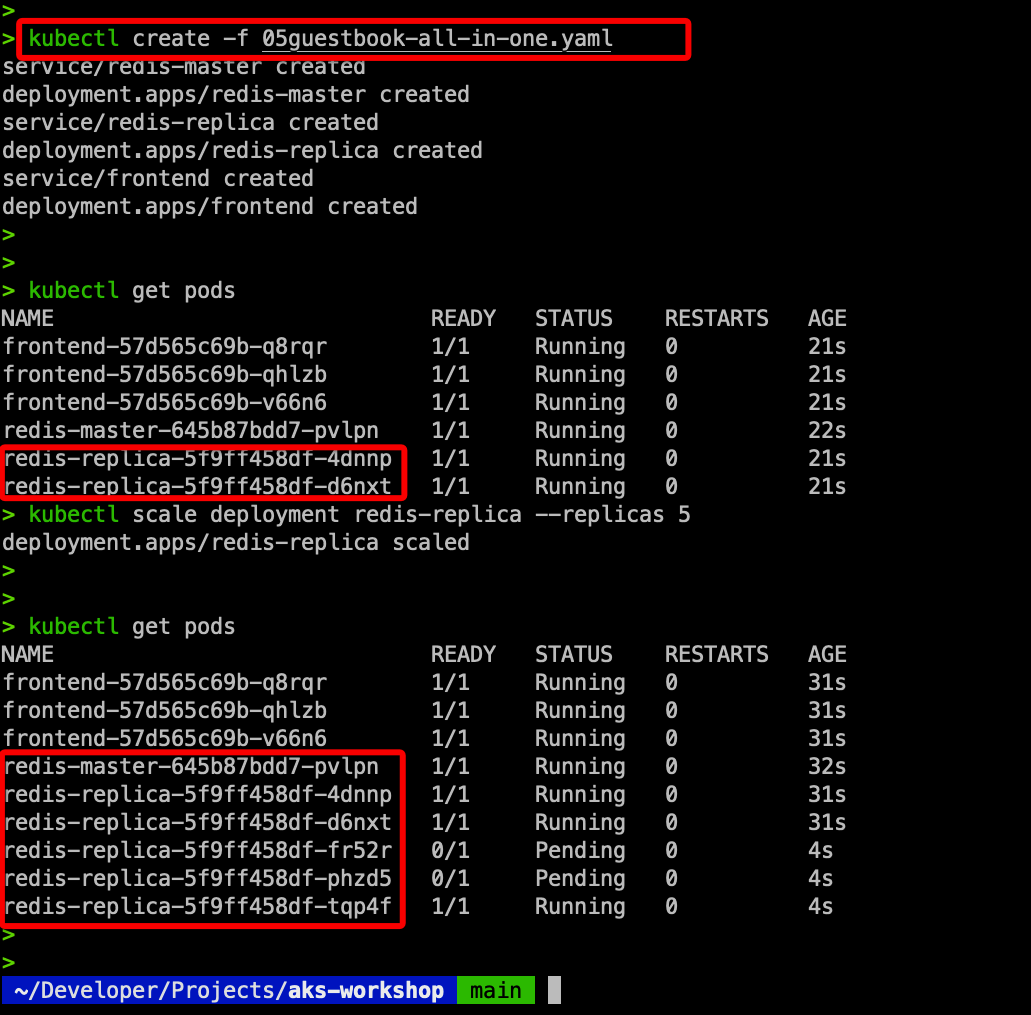 >
> kubectl create -f 05guestbook-all-in-one.yaml
service/redis-master created
deployment.apps/redis-master created
service/redis-replica created
deployment.apps/redis-replica created
service/frontend created
deployment.apps/frontend created
>
>
> kubectl get pods
NAME READY STATUS RESTARTS AGE
frontend-57d565c69b-q8rqr 1/1 Running 0 21s
frontend-57d565c69b-qhlzb 1/1 Running 0 21s
frontend-57d565c69b-v66n6 1/1 Running 0 21s
redis-master-645b87bdd7-pvlpn 1/1 Running 0 22s
redis-replica-5f9ff458df-4dnnp 1/1 Running 0 21s
redis-replica-5f9ff458df-d6nxt 1/1 Running 0 21s
> kubectl scale deployment redis-replica --replicas 5
deployment.apps/redis-replica scaled
>
>
> kubectl get pods
NAME READY STATUS RESTARTS AGE
frontend-57d565c69b-q8rqr 1/1 Running 0 31s
frontend-57d565c69b-qhlzb 1/1 Running 0 31s
frontend-57d565c69b-v66n6 1/1 Running 0 31s
redis-master-645b87bdd7-pvlpn 1/1 Running 0 32s
redis-replica-5f9ff458df-4dnnp 1/1 Running 0 31s
redis-replica-5f9ff458df-d6nxt 1/1 Running 0 31s
redis-replica-5f9ff458df-fr52r 0/1 Pending 0 4s
redis-replica-5f9ff458df-phzd5 0/1 Pending 0 4s
redis-replica-5f9ff458df-tqp4f 1/1 Running 0 4s
>
>
~/Developer/Projects/aks-workshop main